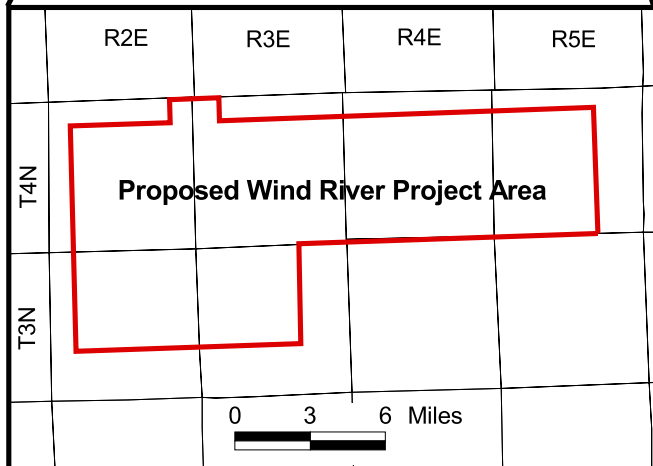 R2E R3E R4E R5E
T4N
Proposed Wind River Project Area
T3N
0 3 6 Miles